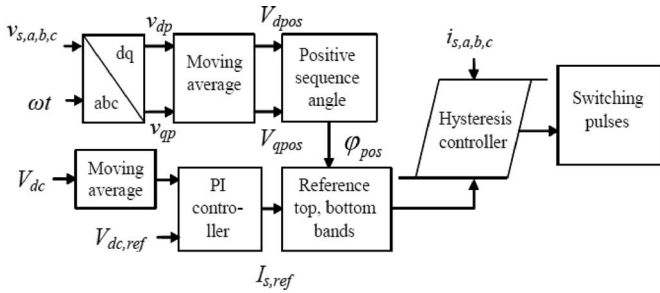 v_{s,a,b,c}
ωt
dq
abc
v_{dp}
v_{qp}
Moving
average
V_{dpos}
V_{qpos}
Positive
sequence
angle
φ_{pos}
i_{s,a,b,c}
Hysteresis
controller
Switching
pulses
V_{dc}
Moving
average
V_{dc,ref}
PI
contro-
ller
I_{s,ref}
Reference
top, bottom
bands